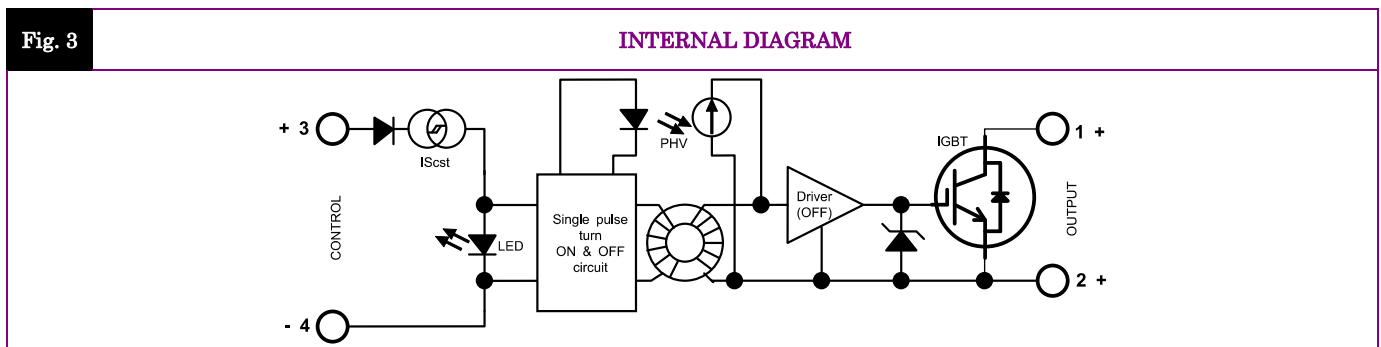 Fig. 3
INTERNAL DIAGRAM
+ 3
IScst
PHV
IGBT
1 +
CONTROL
LED
Single pulse
turn
ON & OFF
circuit
Driver
(OFF)
OUTPUT
- 4
2 +